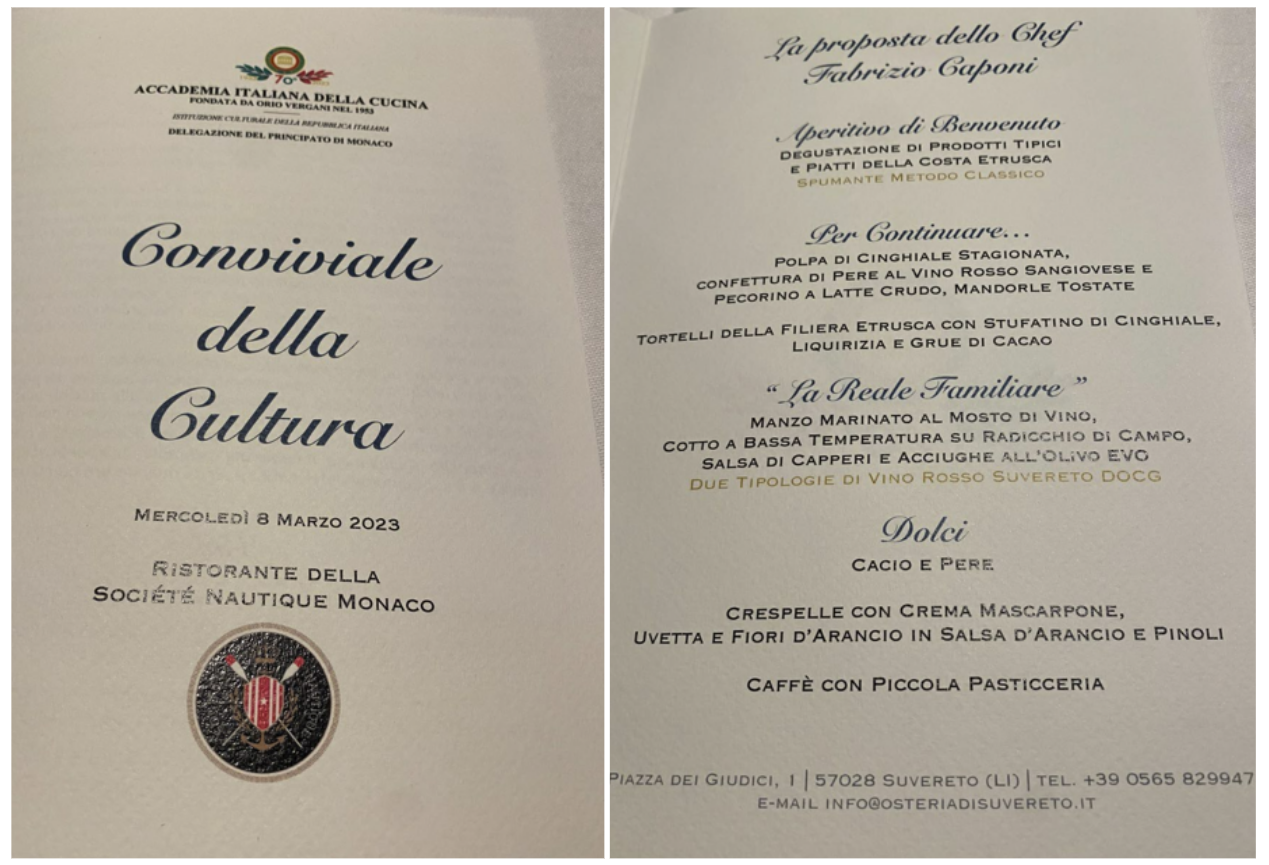 70°
ACCADEMIA ITALIANA DELLA CUCINA
FONDATA DA ORIO VERGANI NEL 1953
ISTITUZIONE CULTURALE DELLA REPUBBLICA ITALIANA
DELEGAZIONE DEL PRINCIPATO DI MONACO
Conviviale
della
Cultura
MERCOLEDÌ 8 MARZO 2023
RISTORANTE DELLA
SOCIÉTÉ NAUTIQUE MONACO
La proposta dello Chef
Fabrizio Caponi
Aperitivo di Benvenuto
DEGUSTAZIONE DI PRODOTTI TIPICI
E PIATTI DELLA COSTA ETRUSCA
SPUMANTE METODO CLASSICO
Per Continuare...
POLPA DI CINGHIALE STAGIONATA,
CONFETTURA DI PERE AL VINO ROSSO SANGIOVESE E
PECORINO A LATTE CRUDO, MANDORLE TOSTATE
TORTELLI DELLA FILIERA ETRUSCA CON STUFATINO DI CINGHIALE,
LIQUIRIZIA E GRUE DI CACAO
“ La Reale Familiare ”
MANZO MARINATO AL MOSTO DI VINO,
COTTO A BASSA TEMPERATURA SU RADICCHIO DI CAMPO,
SALSA DI CAPPERI E ACCIUGHE ALL'OLIVO EVO
DUE TIPOLOGIE DI VINO ROSSO SUVERETO DOCG
Dolci
CACIO E PERE
CRESPELLE CON CREMA MASCARPONE,
UVETTA E FIORI D'ARANCIO IN SALSA D'ARANCIO E PINOLI
CAFFÈ CON PICCOLA PASTICCERIA
PIAZZA DEI GIUDICI, 1 | 57028 SUVERETO (LI) | TEL. +39 0565 829947
E-MAIL INFO@OSTERIADISUVERETO.IT